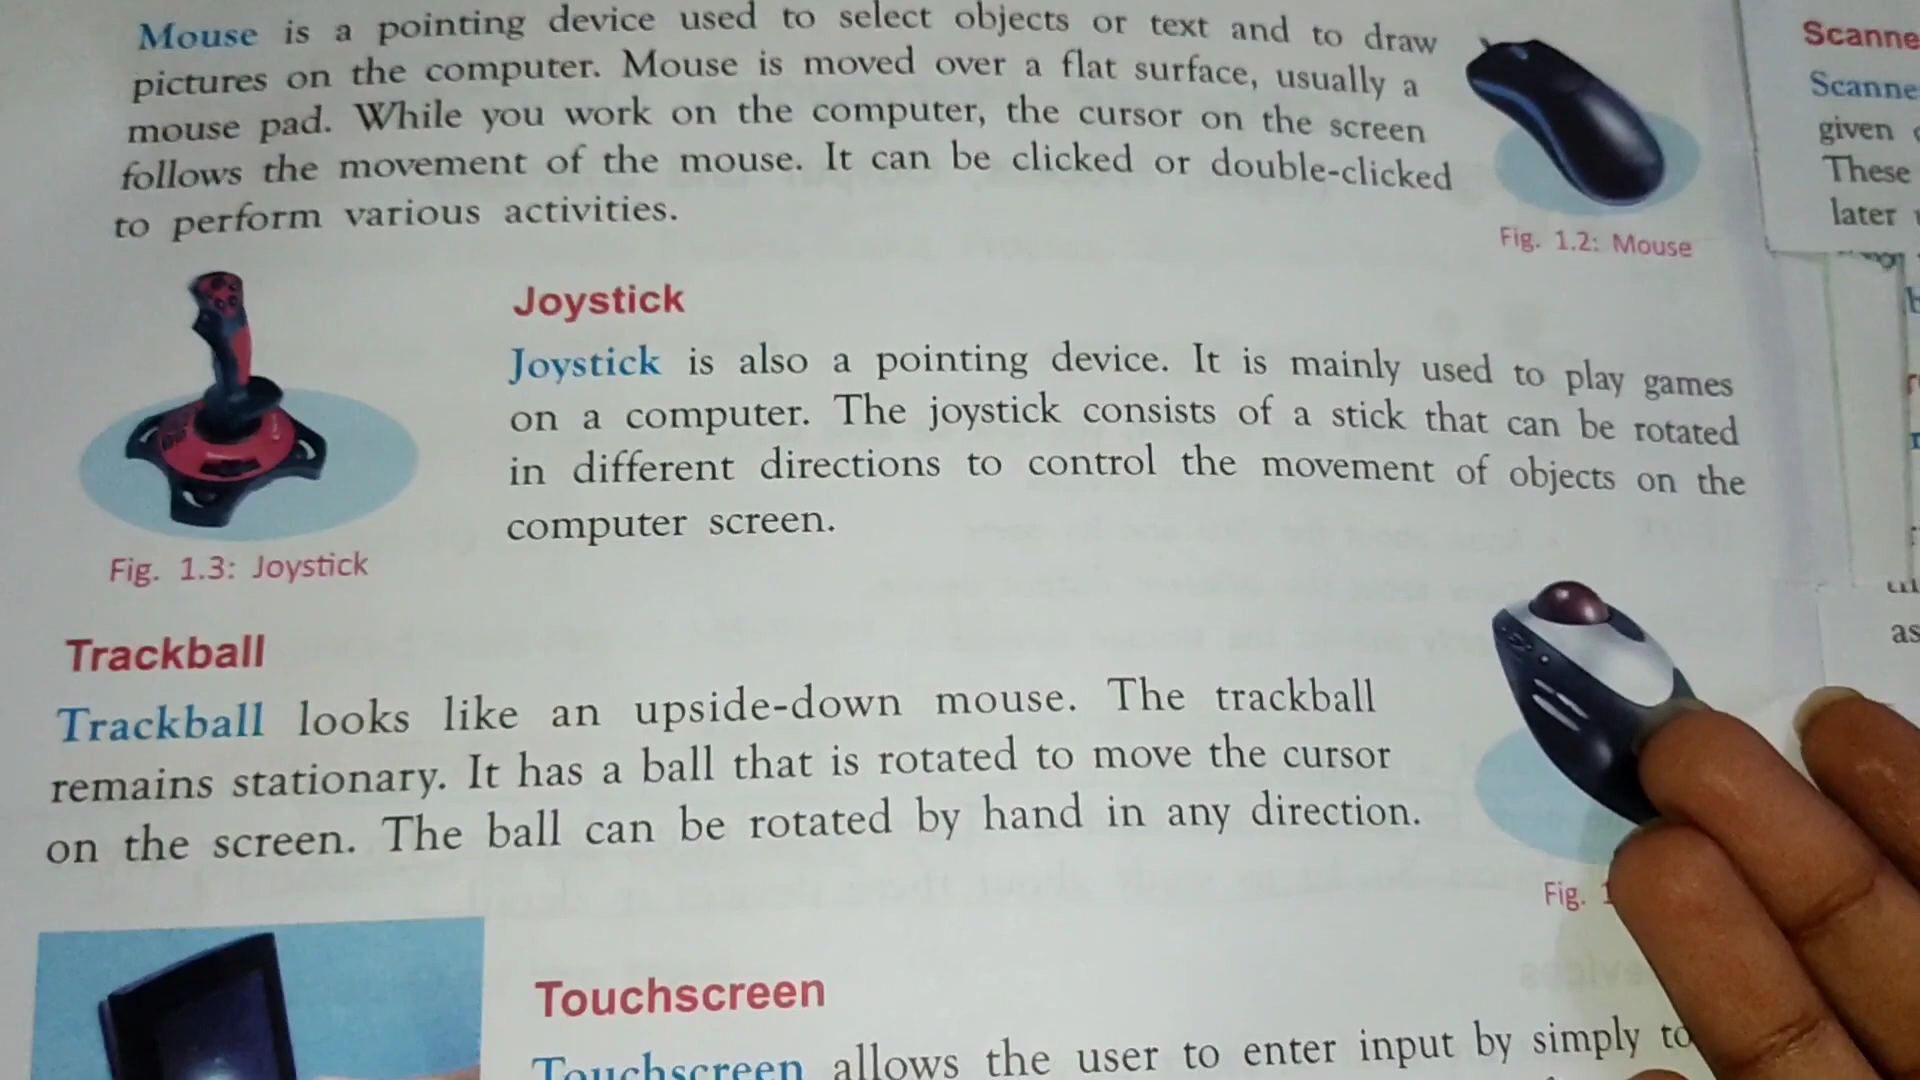 Mouse is a pointing device used to select objects or text and to draw
pictures on the computer. Mouse is moved over a flat surface, usually a
mouse pad. While you work on the computer, the cursor on the screen
follows the movement of the mouse. It can be clicked or double-clicked
to perform various activities.
Fig. 1.2: Mouse
Joystick
Joystick is also a pointing device. It is mainly used to play games
on a computer. The joystick consists of a stick that can be rotated
in different directions to control the movement of objects on the
computer screen.
Fig. 1.3: Joystick
Trackball
Trackball looks like an upside-down mouse. The trackball
remains stationary. It has a ball that is rotated to move the cursor
on the screen. The ball can be rotated by hand in any direction.
Fig.
Touchscreen
Touchscreen allows the user to enter input by simply
given
These
later
as